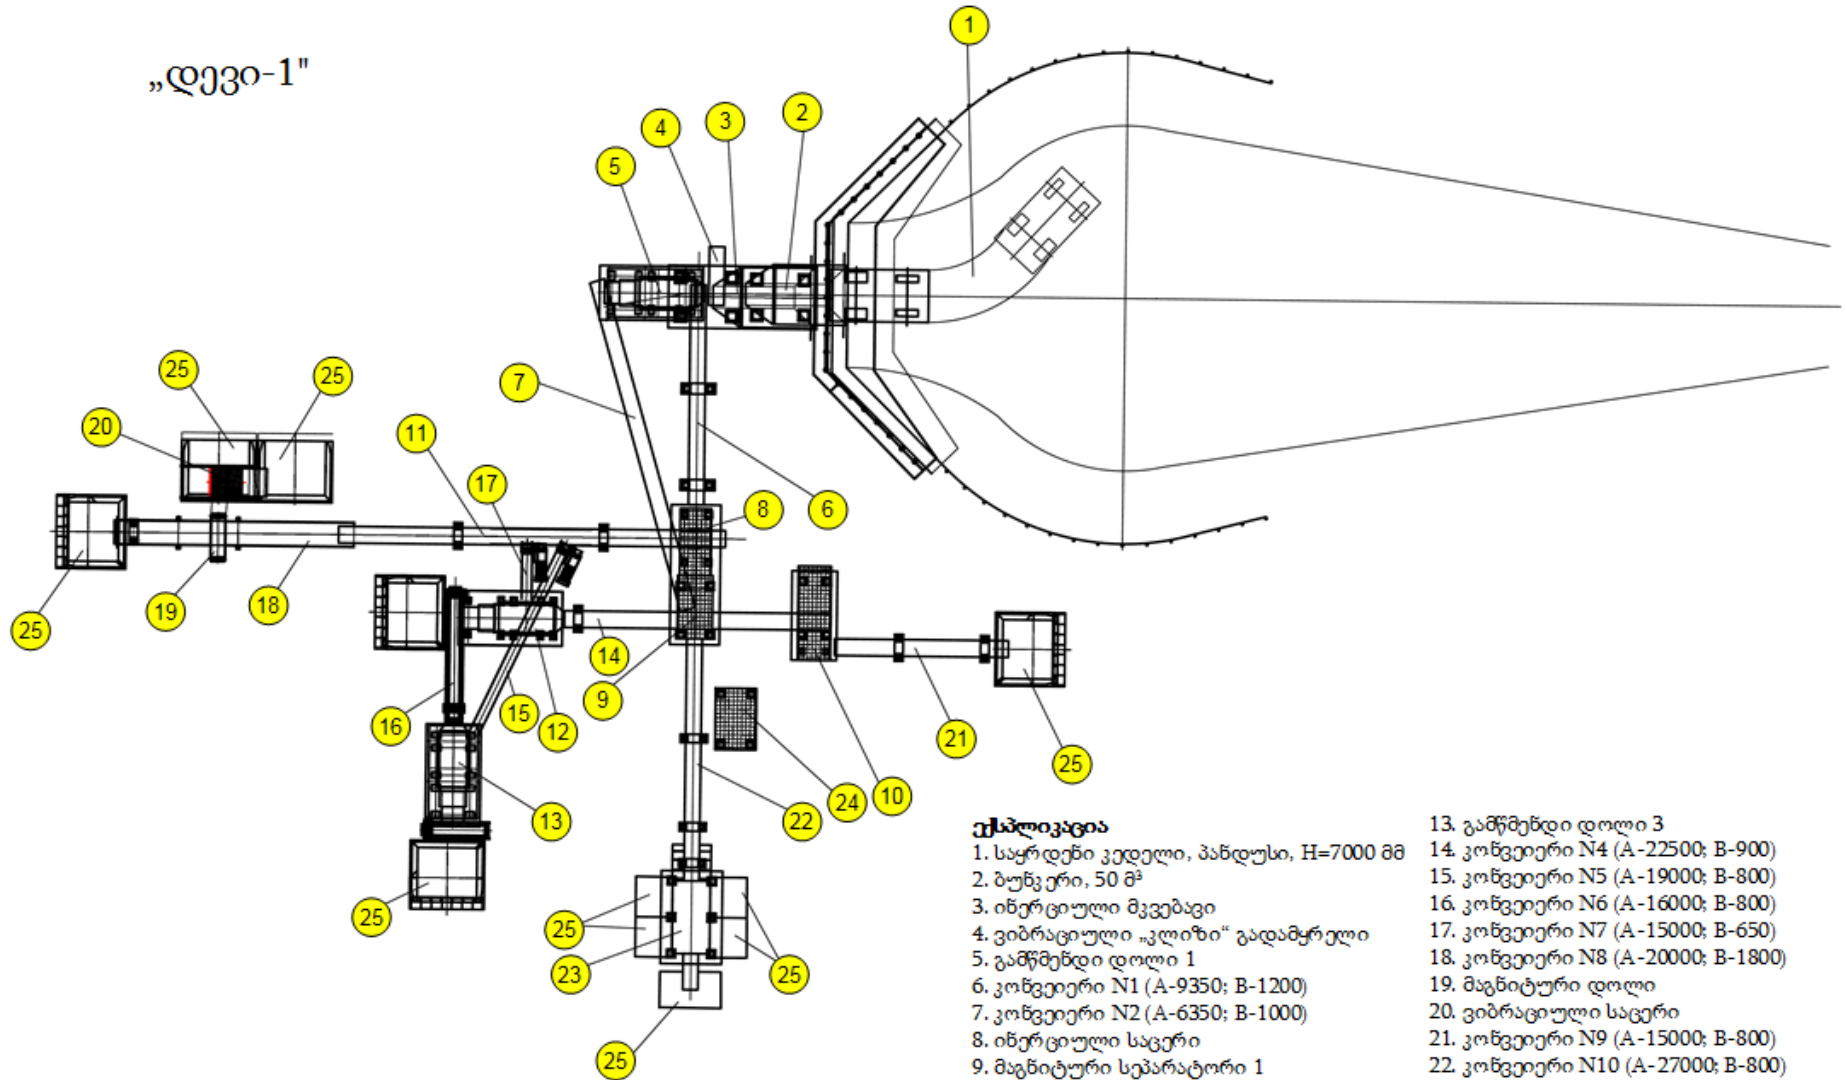 „დევი-1"
1
2
3
4
5
7
6
8
25
25
20
11
17
19
18
25
9
14
15
12
16
13
10
24
22
21
25
25
25
23
25
25
ექსპლიკაცია
1. საყრდენი კედელი, პანდუსი, H=7000 მმ
2. ბუნკერი, 50 მ³
3. ინერციული მკვებავი
4. ვიბრაციული „კლიზი“ გადამყრელი
5. გამწმენდი დოლი 1
6. კონვეიერი N1 (A-9350; B-1200)
7. კონვეიერი N2 (A-6350; B-1000)
8. ინერციული საცერი
9. მაგნიტური სეპარატორი 1
13. გამწმენდი დოლი 3
14. კონვეიერი N4 (A-22500; B-900)
15. კონვეიერი N5 (A-19000; B-800)
16. კონვეიერი N6 (A-16000; B-800)
17. კონვეიერი N7 (A-15000; B-650)
18. კონვეიერი N8 (A-20000; B-1800)
19. მაგნიტური დოლი
20. ვიბრაციული საცერი
21. კონვეიერი N9 (A-15000; B-800)
22. კონვეიერი N10 (A-27000; B-800)